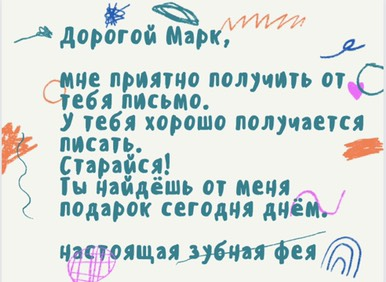 Дорогой Марк,
мне приятно получить от
тебя письмо.
У тебя хорошо получается
писать.
Старайся!
Ты найдёшь от меня
подарок сегодня днём.
настоящая зубная фея